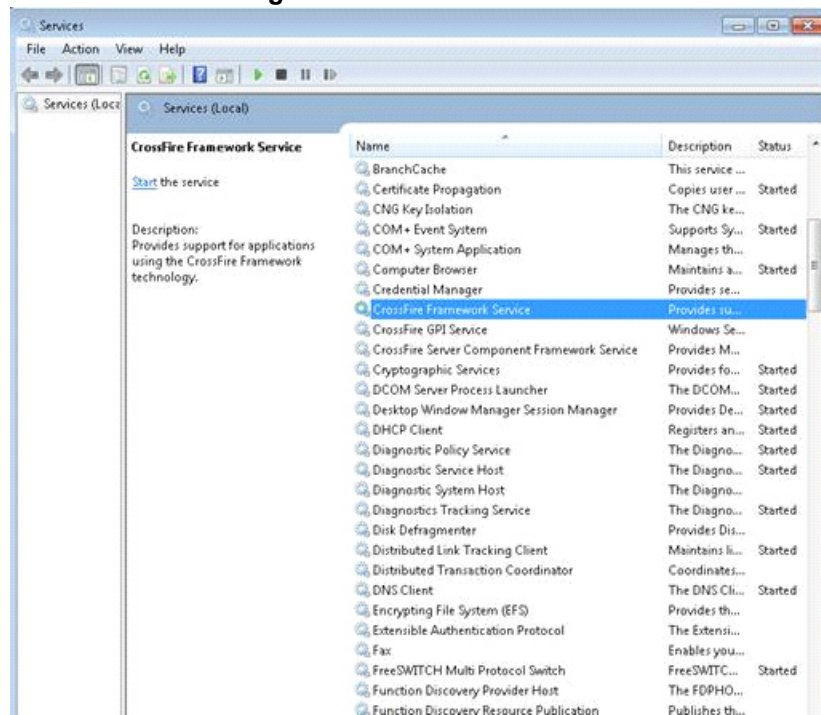 Services
File Action View Help
Services (Loca
Services (Local)
CrossFire Framework Service
Start the service
Description:
Provides support for applications
using the CrossFire Framework
technology.
Name Description Status
BranchCache This service ...
Certificate Propagation Copies user ... Started
CNG Key Isolation The CNG ke...
COM+ Event System Supports Sy... Started
COM+ System Application Manages th...
Computer Browser Maintains a... Started
Credential Manager Provides se...
CrossFire Framework Service Provides su...
CrossFire GPI Service Windows Se...
CrossFire Server Component Framework Service Provides M...
Cryptographic Services Provides fo... Started
DCOM Server Process Launcher The DCOM... Started
Desktop Window Manager Session Manager Provides De... Started
DHCP Client Registers an... Started
Diagnostic Policy Service The Diagno... Started
Diagnostic Service Host The Diagno... Started
Diagnostic System Host The Diagno...
Diagnostics Tracking Service The Diagno... Started
Disk Defragmenter Provides Dis...
Distributed Link Tracking Client Maintains li... Started
Distributed Transaction Coordinator Coordinates...
DNS Client The DNS Cli... Started
Encrypting File System (EFS) Provides th...
Extensible Authentication Protocol The Extensi...
Fax Enables you...
FreeSWITCH Multi Protocol Switch FreeSWITC... Started
Function Discovery Provider Host The FDPHO...
Function Discovery Resource Publication Publishes th...